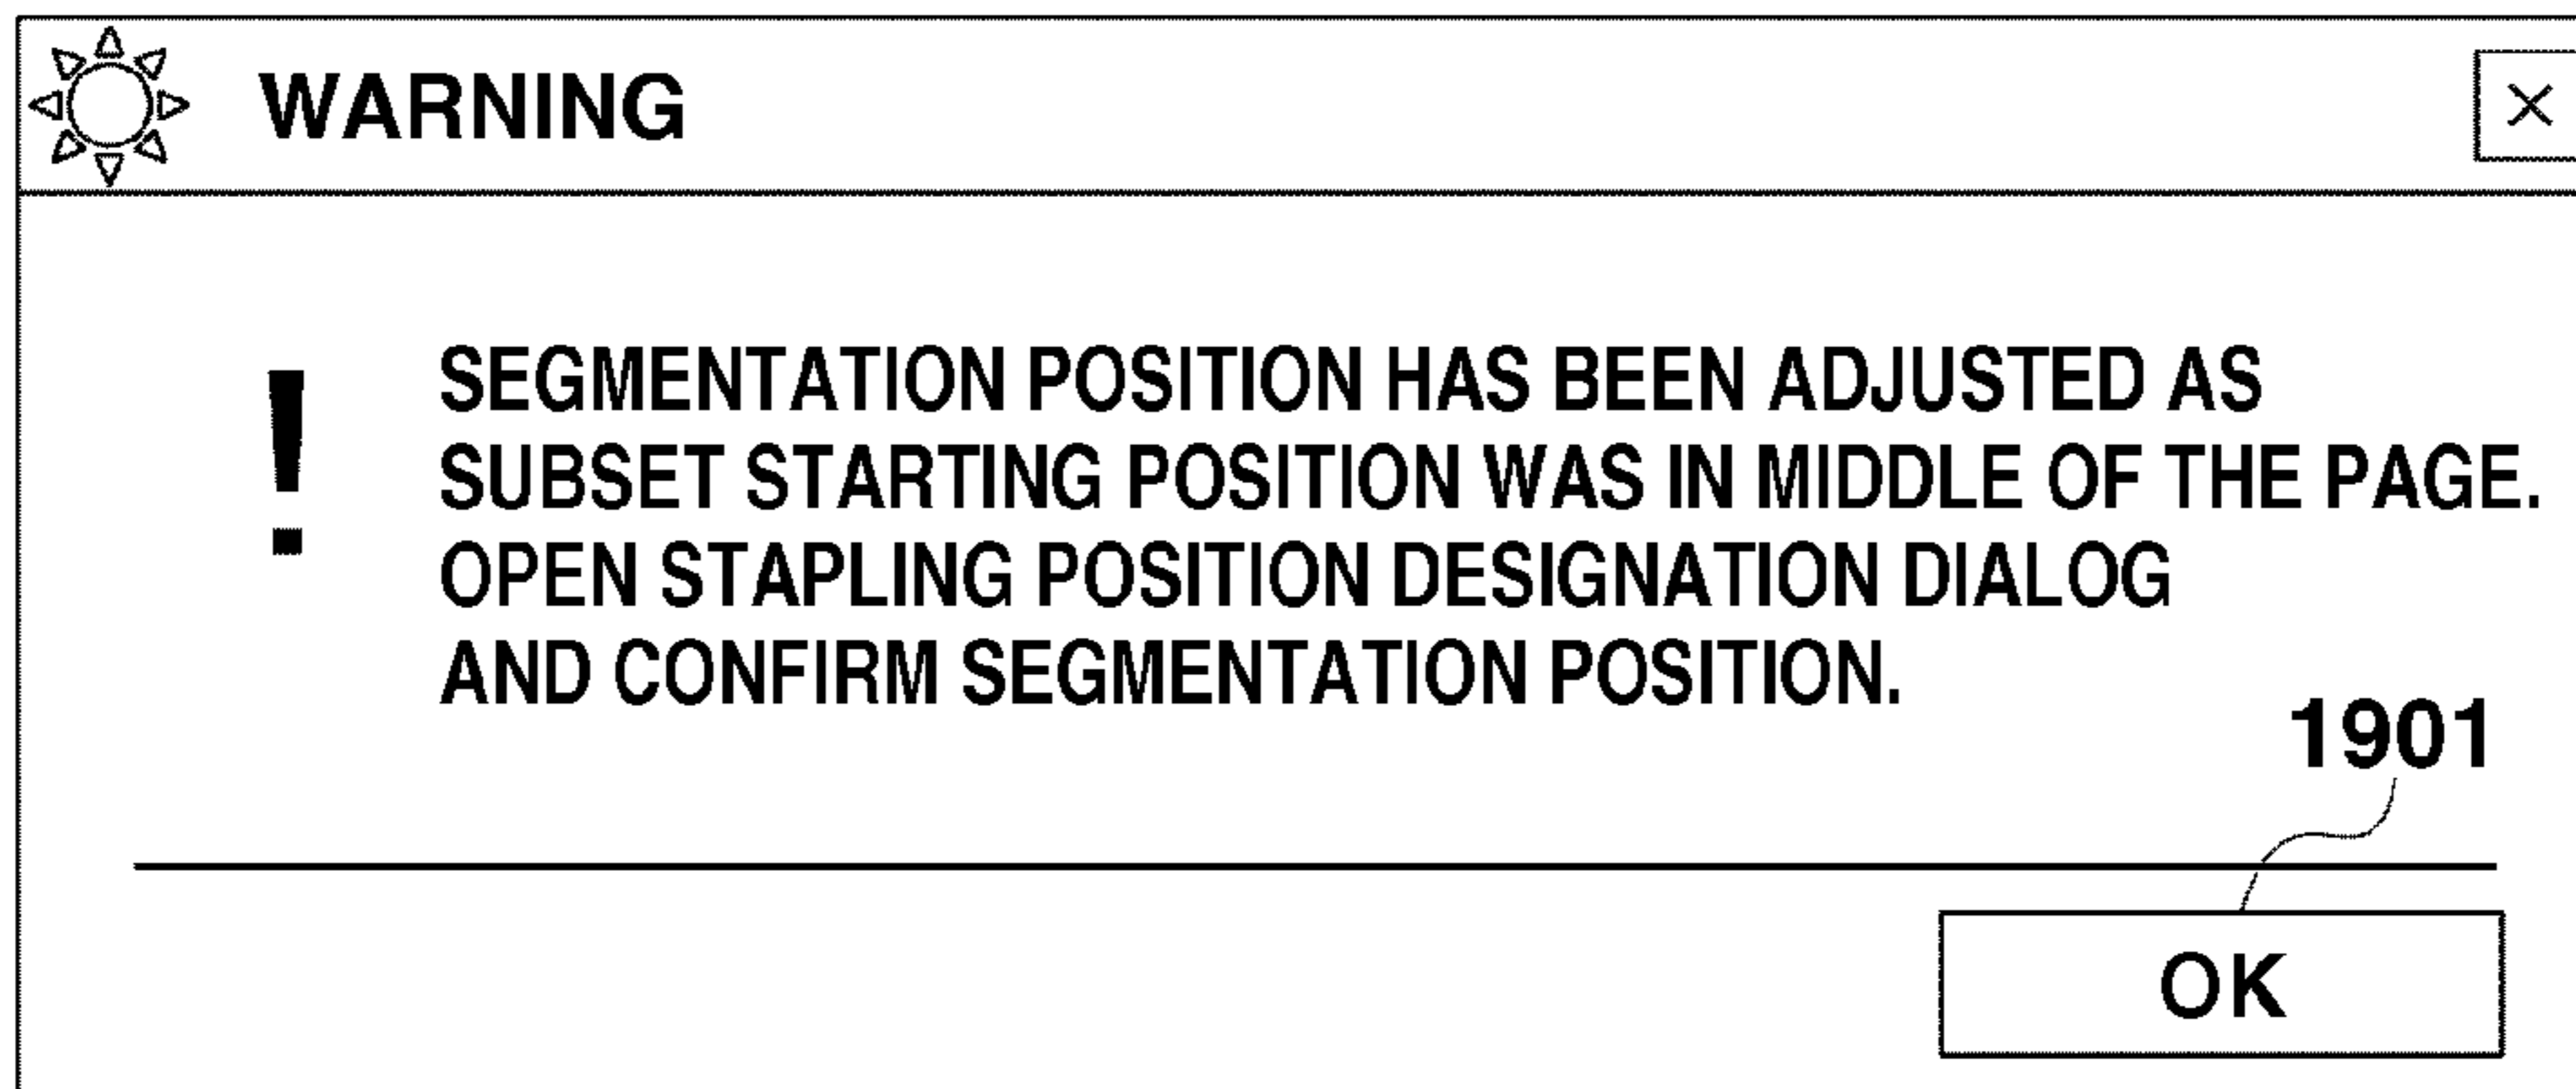 WARNING
×
! SEGMENTATION POSITION HAS BEEN ADJUSTED AS
SUBSET STARTING POSITION WAS IN MIDDLE OF THE PAGE.
OPEN STAPLING POSITION DESIGNATION DIALOG
AND CONFIRM SEGMENTATION POSITION.
1901
OK